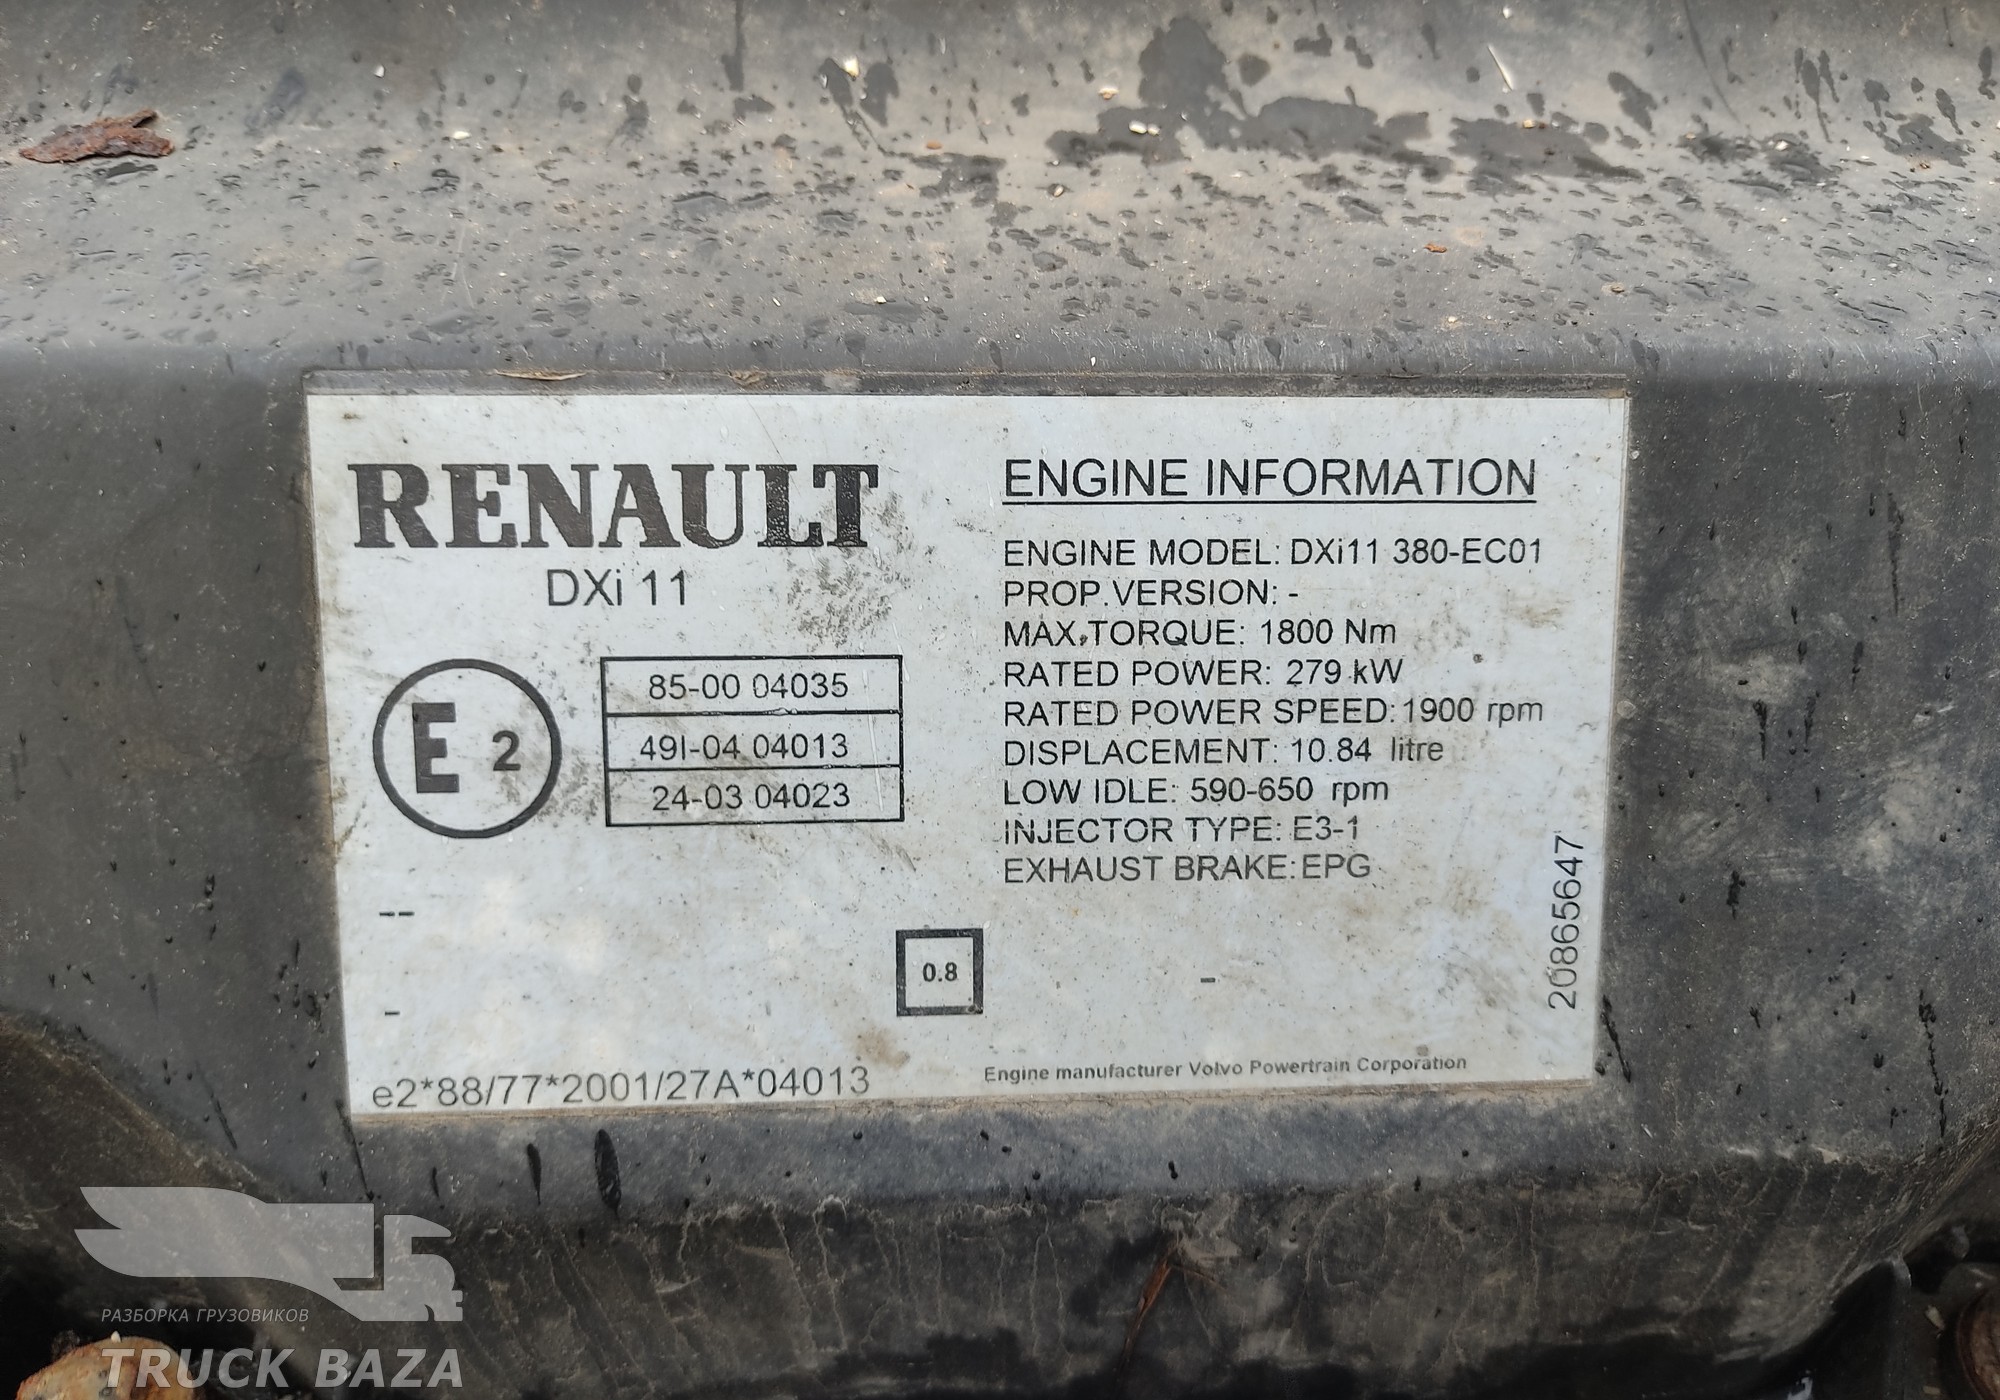 RENAULT
DXi 11
E 2
85-00 04035
49I-04 04013
24-03 04023
--
-
0.8
e2*88/77*2001/27A*04013
ENGINE INFORMATION
ENGINE MODEL: DXi11 380-EC01
PROP.VERSION: -
MAX.TORQUE: 1800 Nm
RATED POWER: 279 kW
RATED POWER SPEED: 1900 rpm
DISPLACEMENT: 10.84 litre
LOW IDLE: 590-650 rpm
INJECTOR TYPE: E3-1
EXHAUST BRAKE: EPG
-
Engine manufacturer Volvo Powertrain Corporation
20865647
РАЗБОРКА ГРУЗОВИКОВ
TRUCK BAZA